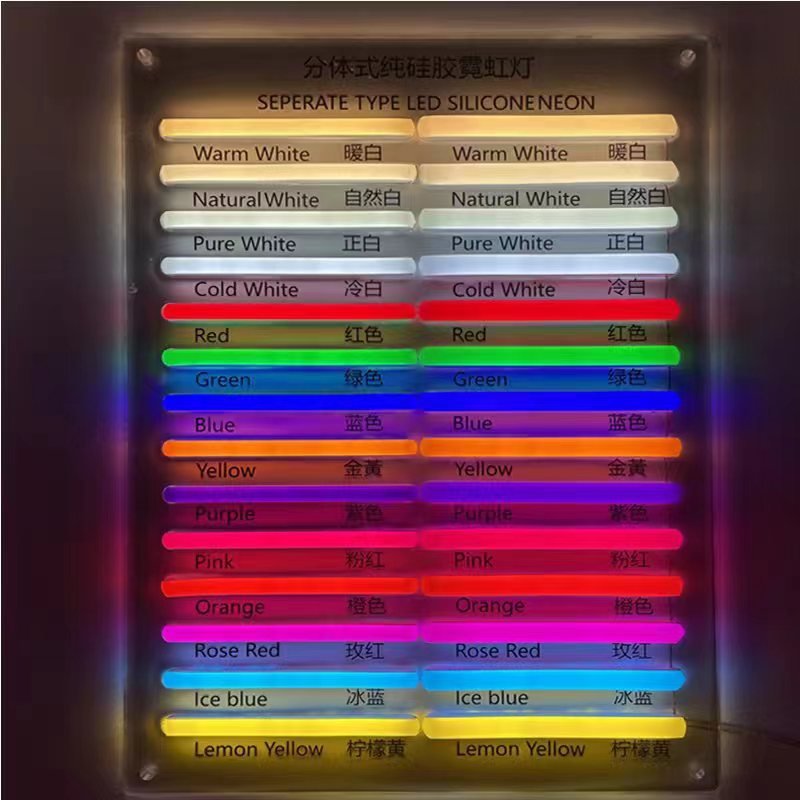 分体式纯硅胶霓虹灯
SEPERATE TYPE LED SILICONE NEON
Warm White 暖白 Warm White 暖白
Natural White 自然白 Natural White 自然白
Pure White 正白 Pure White 正白
Cold White 冷白 Cold White 冷白
Red 红色 Red 红色
Green 绿色 Green 绿色
Blue 蓝色 Blue 蓝色
Yellow 金黄 Yellow 金黄
Purple 紫色 Purple 紫色
Pink 粉红 Pink 粉红
Orange 橙色 Orange 橙色
Rose Red 玫红 Rose Red 玫红
Ice blue 冰蓝 Ice blue 冰蓝
Lemon Yellow 柠檬黄 Lemon Yellow 柠檬黄